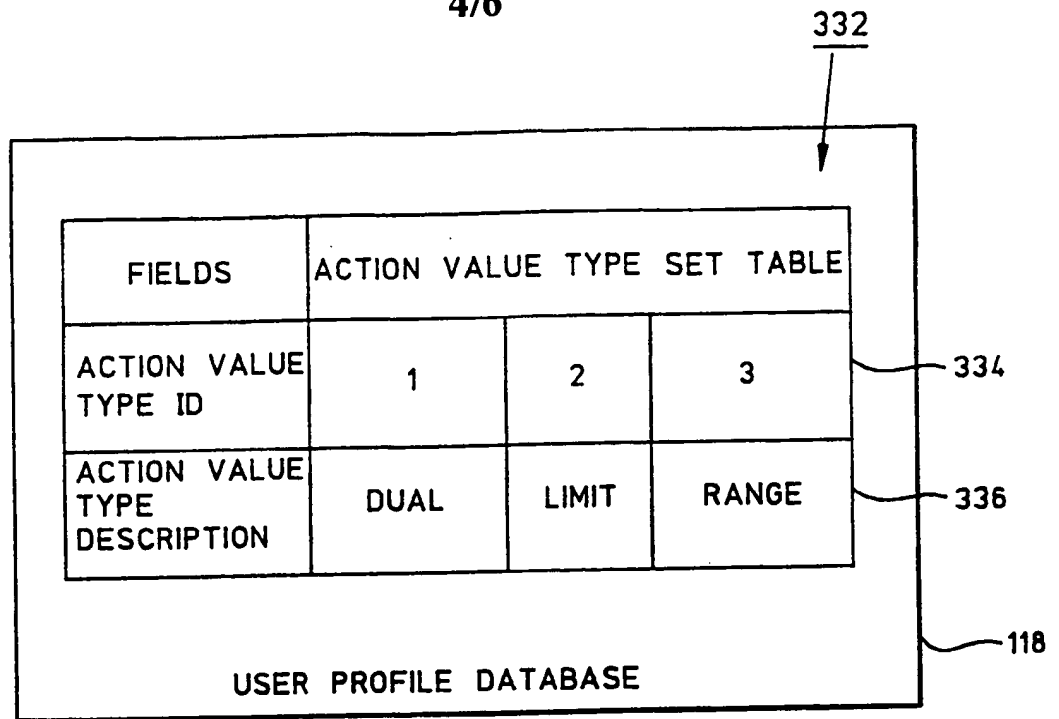 4/6
332
FIELDS
ACTION VALUE TYPE SET TABLE
ACTION VALUE
TYPE ID
1
2
3
334
ACTION VALUE
TYPE
DESCRIPTION
DUAL
LIMIT
RANGE
336
118
USER PROFILE DATABASE